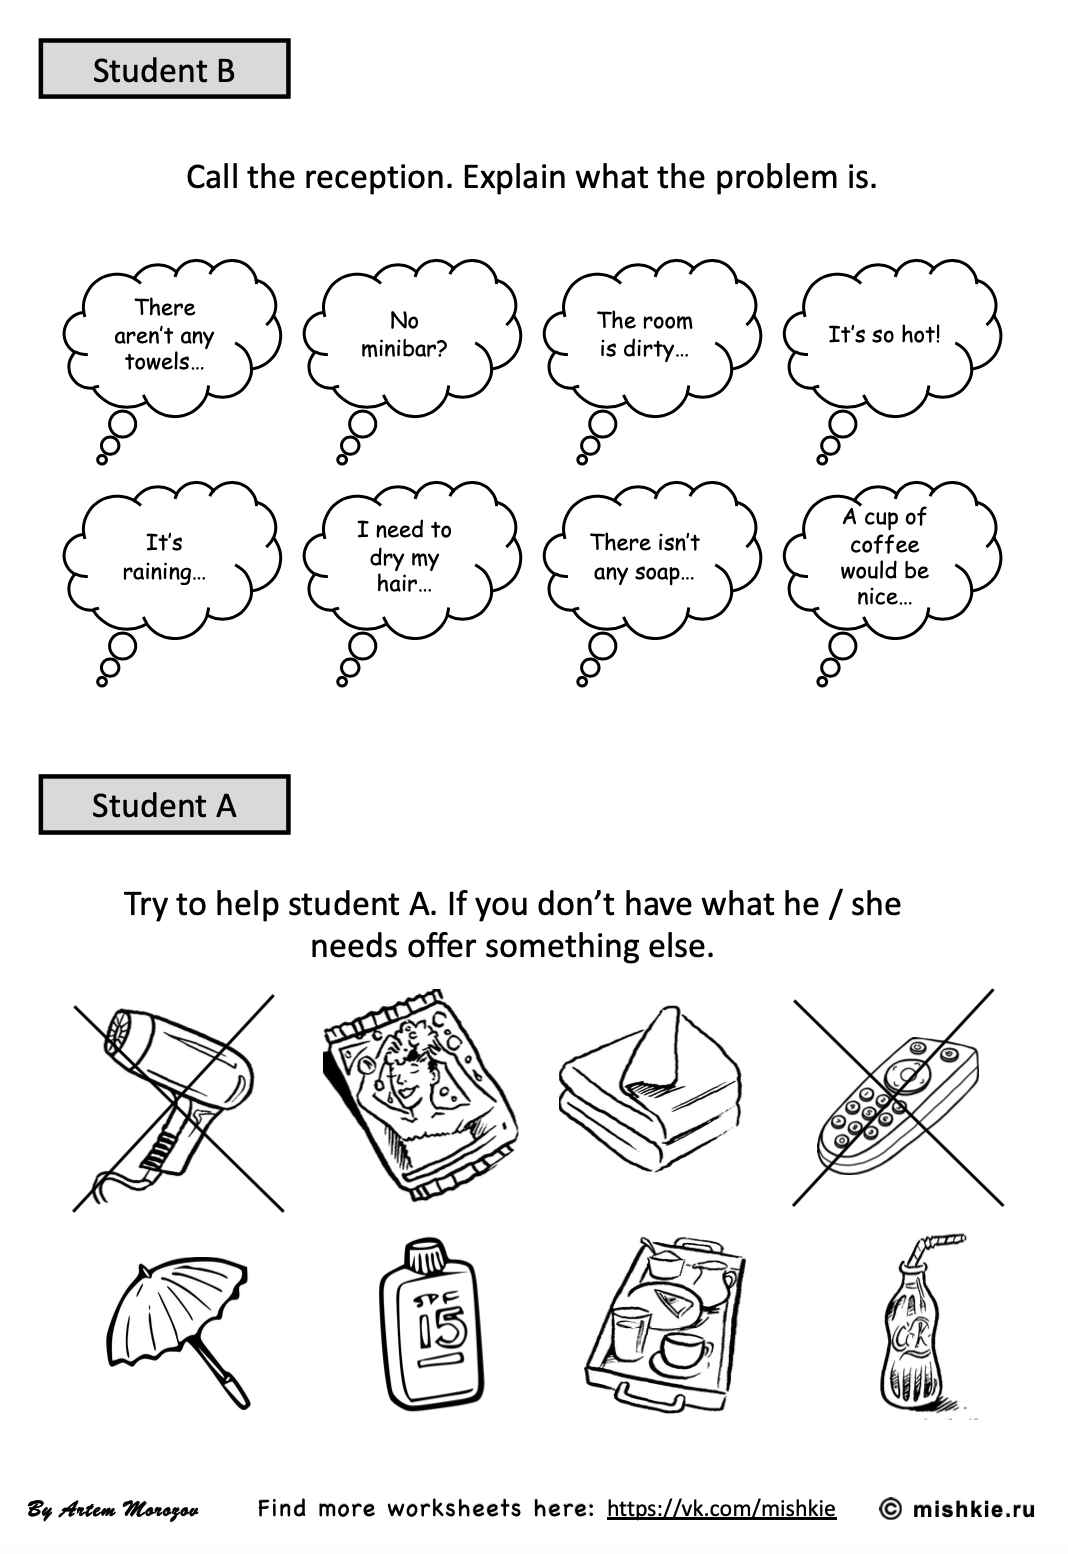 Student B
Call the reception. Explain what the problem is.
There
aren't any
towels...
No
minibar?
The room
is dirty...
It's so hot!
It's
raining...
I need to
dry my
hair...
There isn't
any soap...
A cup of
coffee
would be
nice...
Student A
Try to help student A. If you don't have what he / she
needs offer something else.
SPF
15
By Artem Morozov
Find more worksheets here: https://vk.com/mishkie
© mishkie.ru